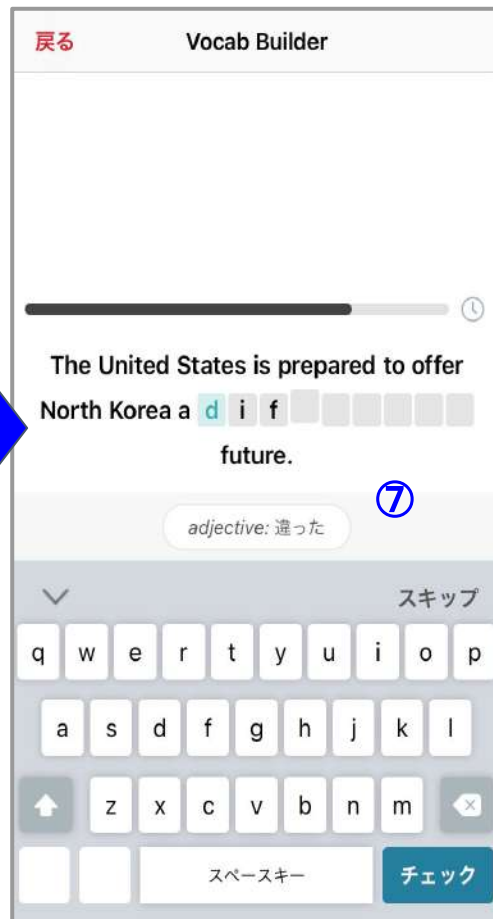 戻る Vocab Builder
The United States is prepared to offer
North Korea a d i f
future.
⑦
adjective: 違った
スキップ
q w e r t y u i o p
a s d f g h j k l
z x c v b n m
スペースキー チェック